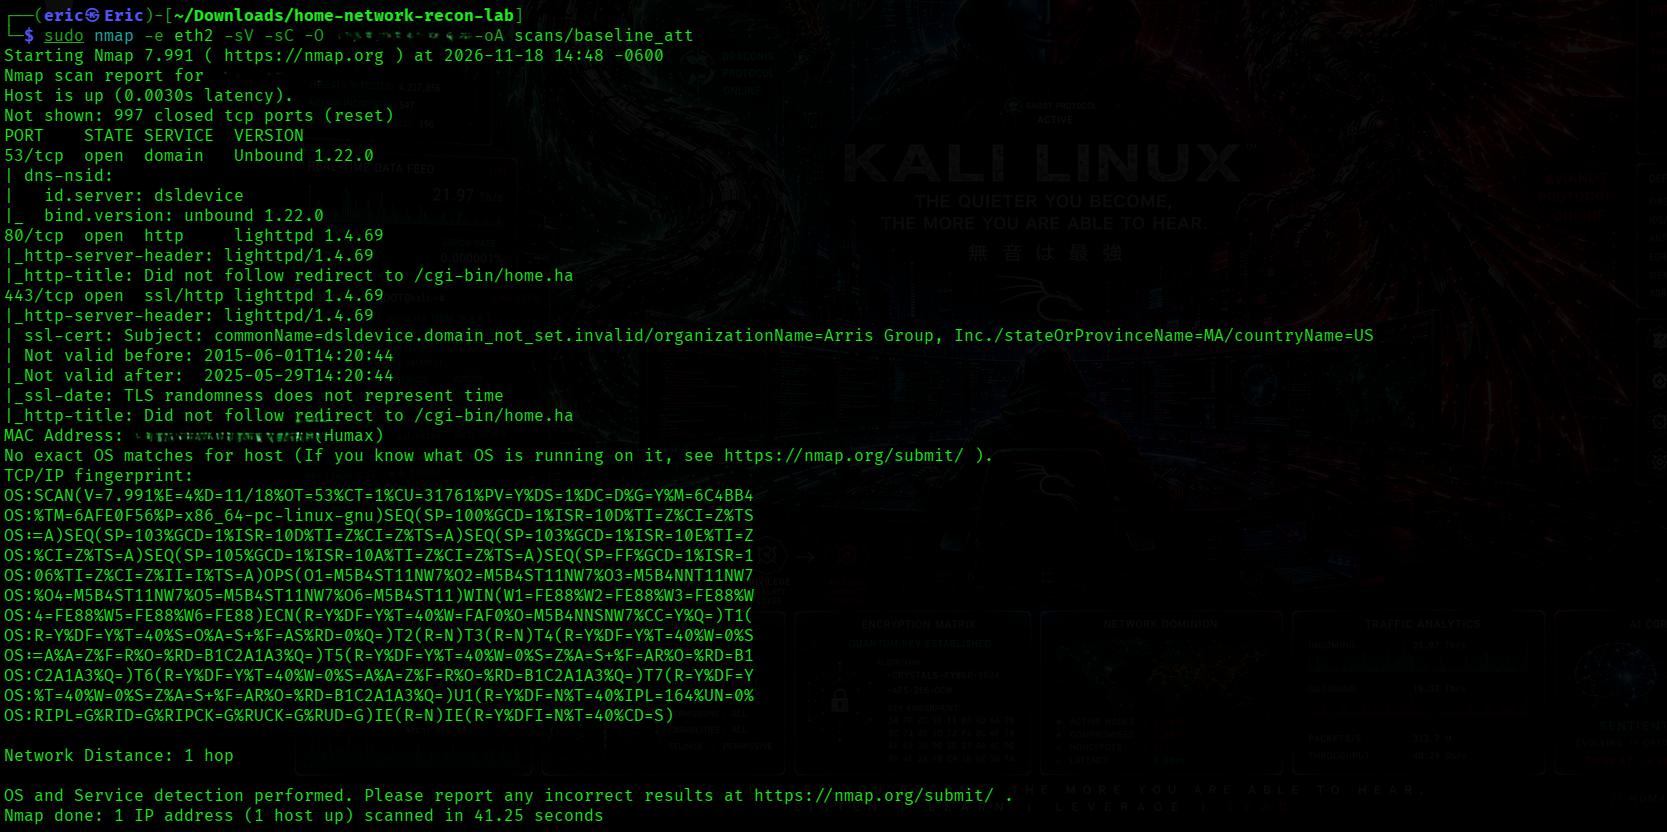 ┌──(eric㉿Eric)-[~/Downloads/home-network-recon-lab]
└─$ sudo nmap -e eth2 -sV -sC -O -oA scans/baseline_att
Starting Nmap 7.991 ( https://nmap.org ) at 2026-11-18 14:48 -0600
Nmap scan report for
Host is up (0.0030s latency).
Not shown: 997 closed tcp ports (reset)
PORT    STATE SERVICE  VERSION
53/tcp  open  domain   Unbound 1.22.0
| dns-nsid:
|   id.server: dsldevice
|_  bind.version: unbound 1.22.0
80/tcp  open  http     lighttpd 1.4.69
|_http-server-header: lighttpd/1.4.69
|_http-title: Did not follow redirect to /cgi-bin/home.ha
443/tcp open  ssl/http lighttpd 1.4.69
|_http-server-header: lighttpd/1.4.69
| ssl-cert: Subject: commonName=dsldevice.domain_not_set.invalid/organizationName=Arris Group, Inc./stateOrProvinceName=MA/countryName=US
| Not valid before: 2015-06-01T14:20:44
|_Not valid after:  2025-05-29T14:20:44
|_ssl-date: TLS randomness does not represent time
|_http-title: Did not follow redirect to /cgi-bin/home.ha
MAC Address: (Humax)
No exact OS matches for host (If you know what OS is running on it, see https://nmap.org/submit/ ).
TCP/IP fingerprint:
OS:SCAN(V=7.991%E=4%D=11/18%OT=53%CT=1%CU=31761%PV=Y%DS=1%DC=D%G=Y%M=6C4BB4
OS:%TM=6AFE0F56%P=x86_64-pc-linux-gnu)SEQ(SP=100%GCD=1%ISR=10D%TI=Z%CI=Z%TS
OS:=A)SEQ(SP=103%GCD=1%ISR=10D%TI=Z%CI=Z%TS=A)SEQ(SP=103%GCD=1%ISR=10E%TI=Z
OS:%CI=Z%TS=A)SEQ(SP=105%GCD=1%ISR=10A%TI=Z%CI=Z%TS=A)SEQ(SP=FF%GCD=1%ISR=1
OS:06%TI=Z%CI=Z%II=I%TS=A)OPS(O1=M5B4ST11NW7%O2=M5B4ST11NW7%O3=M5B4NNT11NW7
OS:%O4=M5B4ST11NW7%O5=M5B4ST11NW7%O6=M5B4ST11)WIN(W1=FE88%W2=FE88%W3=FE88%W
OS:4=FE88%W5=FE88%W6=FE88)ECN(R=Y%DF=Y%T=40%W=FAF0%O=M5B4NNSNW7%CC=Y%Q=)T1(
OS:R=Y%DF=Y%T=40%S=O%A=S+%F=AS%RD=0%Q=)T2(R=N)T3(R=N)T4(R=Y%DF=Y%T=40%W=0%S
OS:=A%A=Z%F=R%O=%RD=B1C2A1A3%Q=)T5(R=Y%DF=Y%T=40%W=0%S=Z%A=S+%F=AR%O=%RD=B1
OS:C2A1A3%Q=)T6(R=Y%DF=Y%T=40%W=0%S=A%A=Z%F=R%O=%RD=B1C2A1A3%Q=)T7(R=Y%DF=Y
OS:%T=40%W=0%S=Z%A=S+%F=AR%O=%RD=B1C2A1A3%Q=)U1(R=Y%DF=N%T=40%IPL=164%UN=0%
OS:RIPL=G%RID=G%RIPCK=G%RUCK=G%RUD=G)IE(R=N)IE(R=Y%DFI=N%T=40%CD=S)
Network Distance: 1 hop
OS and Service detection performed. Please report any incorrect results at https://nmap.org/submit/ .
Nmap done: 1 IP address (1 host up) scanned in 41.25 seconds
KALI LINUX™
THE QUIETER YOU BECOME,
THE MORE YOU ARE ABLE TO HEAR.
無音は最強
GHOST PROTOCOL
ACTIVE
ENCRYPTION MATRIX
NETWORK DOMINION
TRAFFIC ANALYTICS